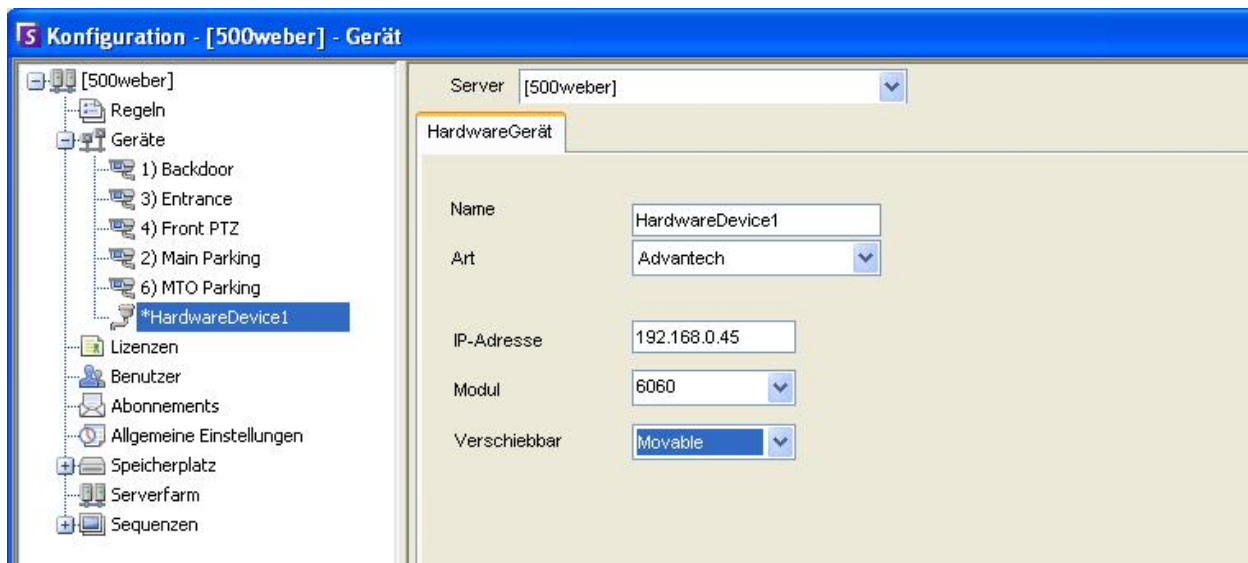 Konfiguration - [500weber] - Gerät
[500weber]
Regeln
Geräte
1) Backdoor
3) Entrance
4) Front PTZ
2) Main Parking
6) MTO Parking
*HardwareDevice1
Lizenzen
Benutzer
Abonnements
Allgemeine Einstellungen
Speicherplatz
Serverfarm
Sequenzen
Server [500weber]
HardwareGerät
Name HardwareDevice1
Art Advantech
IP-Adresse 192.168.0.45
Modul 6060
Verschiebbar Movable